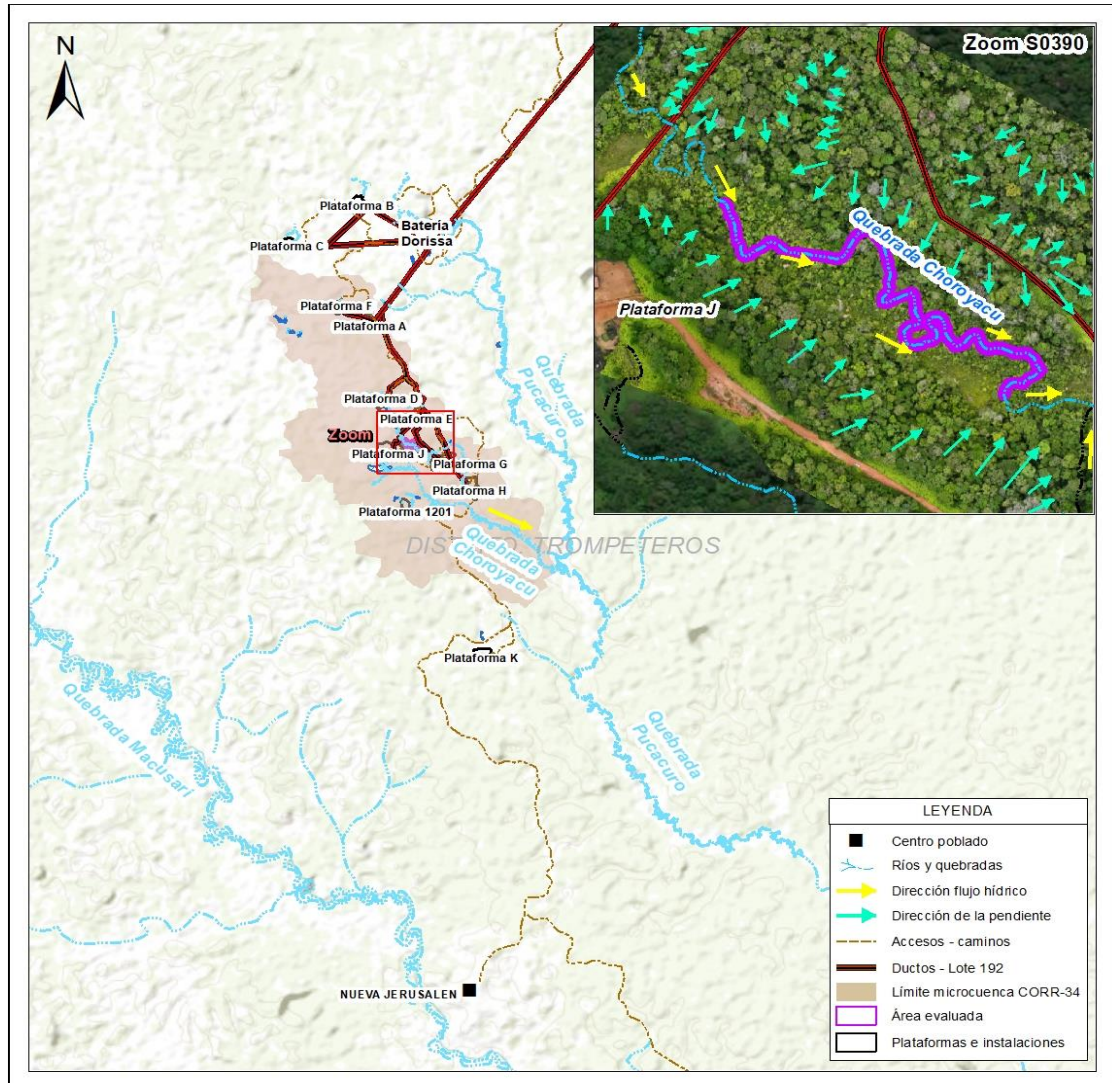 N
Zoom S0390
Quebrada Choroyacu
Plataforma J
Plataforma B
Batería
Dorissa
Plataforma C
Plataforma F
Plataforma A
Quebrada
Pucacuro
Plataforma D
Plataforma E
Zoom
Plataforma J
Plataforma G
Plataforma H
Plataforma 1201
TROMPETEROS
Quebrada
Choroyacu
Plataforma K
Quebrada Macusari
Quebrada
Pucacuro
NUEVA JERUSALEN
LEYENDA
Centro poblado
Ríos y quebradas
Dirección flujo hídrico
Dirección de la pendiente
Accesos - caminos
Ductos - Lote 192
Límite microcuenca CORR-34
Área evaluada
Plataformas e instalaciones